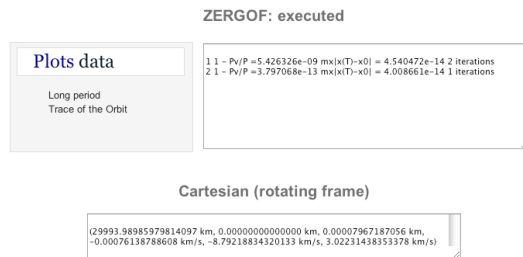 ZERGOF: executed
Plots data
Long period
Trace of the Orbit
1 1 - Pv/P =5.426326e-09 mx|x(T)-x0| = 4.540472e-14 2 iterations
2 1 - Pv/P =3.797068e-13 mx|x(T)-x0| = 4.008661e-14 1 iterations
Cartesian (rotating frame)
(29993.98985979814097 km, 0.00000000000000 km, 0.00007967187056 km,
-0.00076138788608 km/s, -8.79218834320133 km/s, 3.02231438353378 km/s)